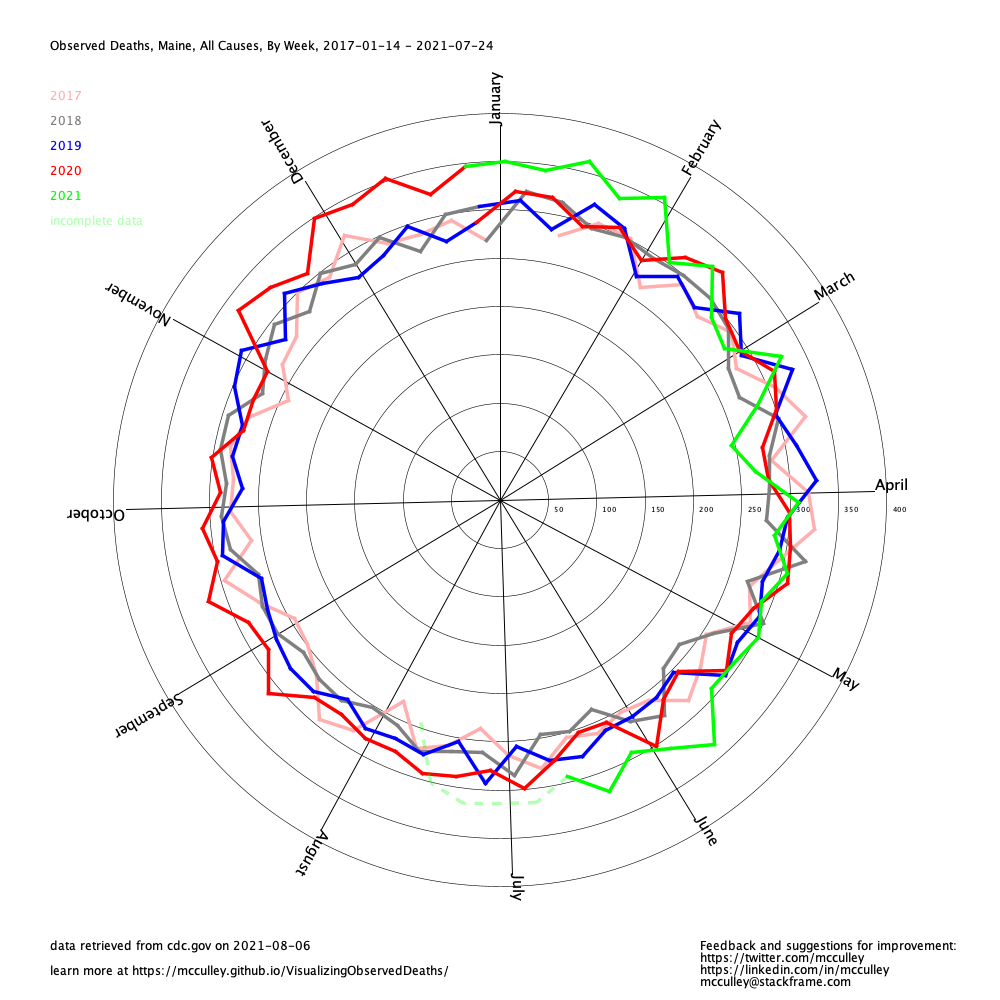 Observed Deaths, Maine, All Causes, By Week, 2017-01-14 - 2021-07-24
2017
2018
2019
2020
2021
incomplete data
January
February
March
April
May
June
July
August
September
October
November
December
50
100
150
200
250
300
350
400
data retrieved from cdc.gov on 2021-08-06
learn more at https://mcculley.github.io/VisualizingObservedDeaths/
Feedback and suggestions for improvement:
https://twitter.com/mcculley
https://linkedin.com/in/mcculley
mcculley@stackframe.com